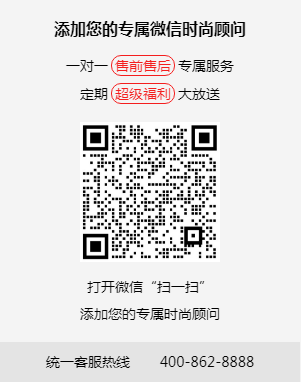 添加您的专属微信时尚顾问
一对一 售前售后 专属服务
定期 超级福利 大放送
打开微信“扫一扫”
添加您的专属时尚顾问
统一客服热线 400-862-8888